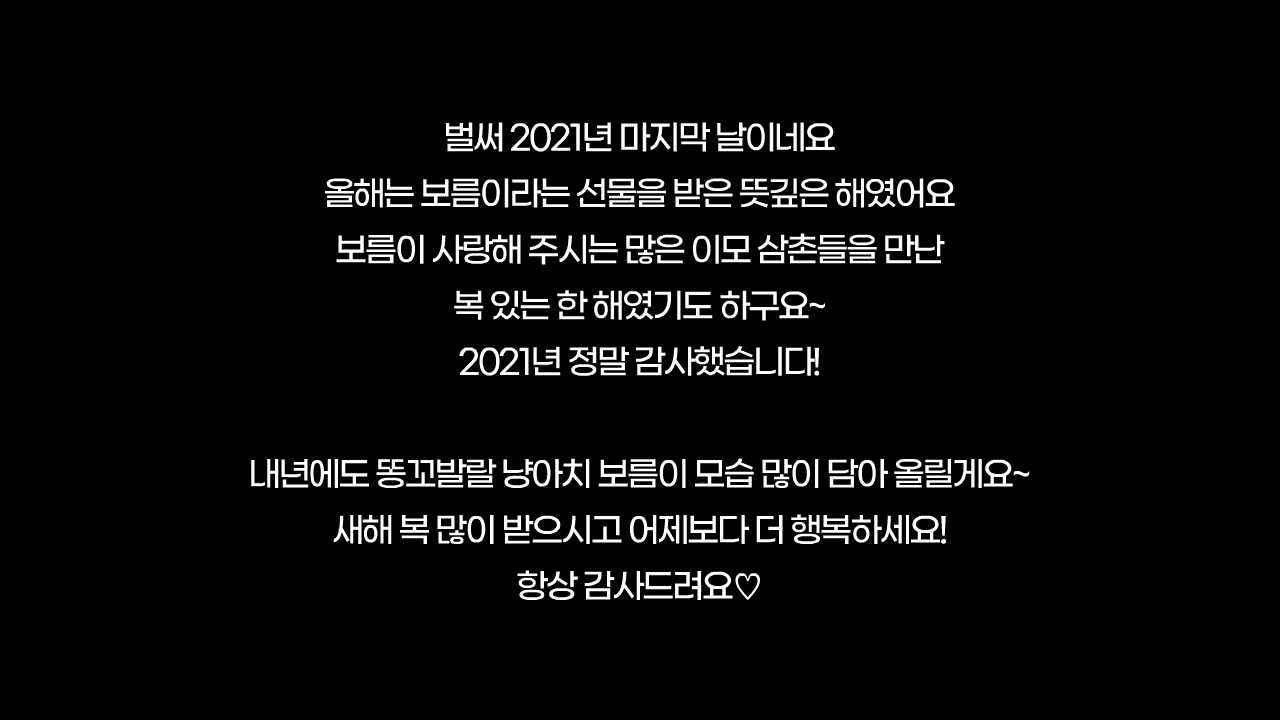 벌써 2021년 마지막 날이네요
올해는 보름이라는 선물을 받은 뜻깊은 해였어요
보름이 사랑해 주시는 많은 이모 삼촌들을 만난
복 있는 한 해였기도 하구요~
2021년 정말 감사했습니다!
내년에도 똥꼬발랄 냥아치 보름이 모습 많이 담아 올릴게요~
새해 복 많이 받으시고 어제보다 더 행복하세요!
항상 감사드려요♡